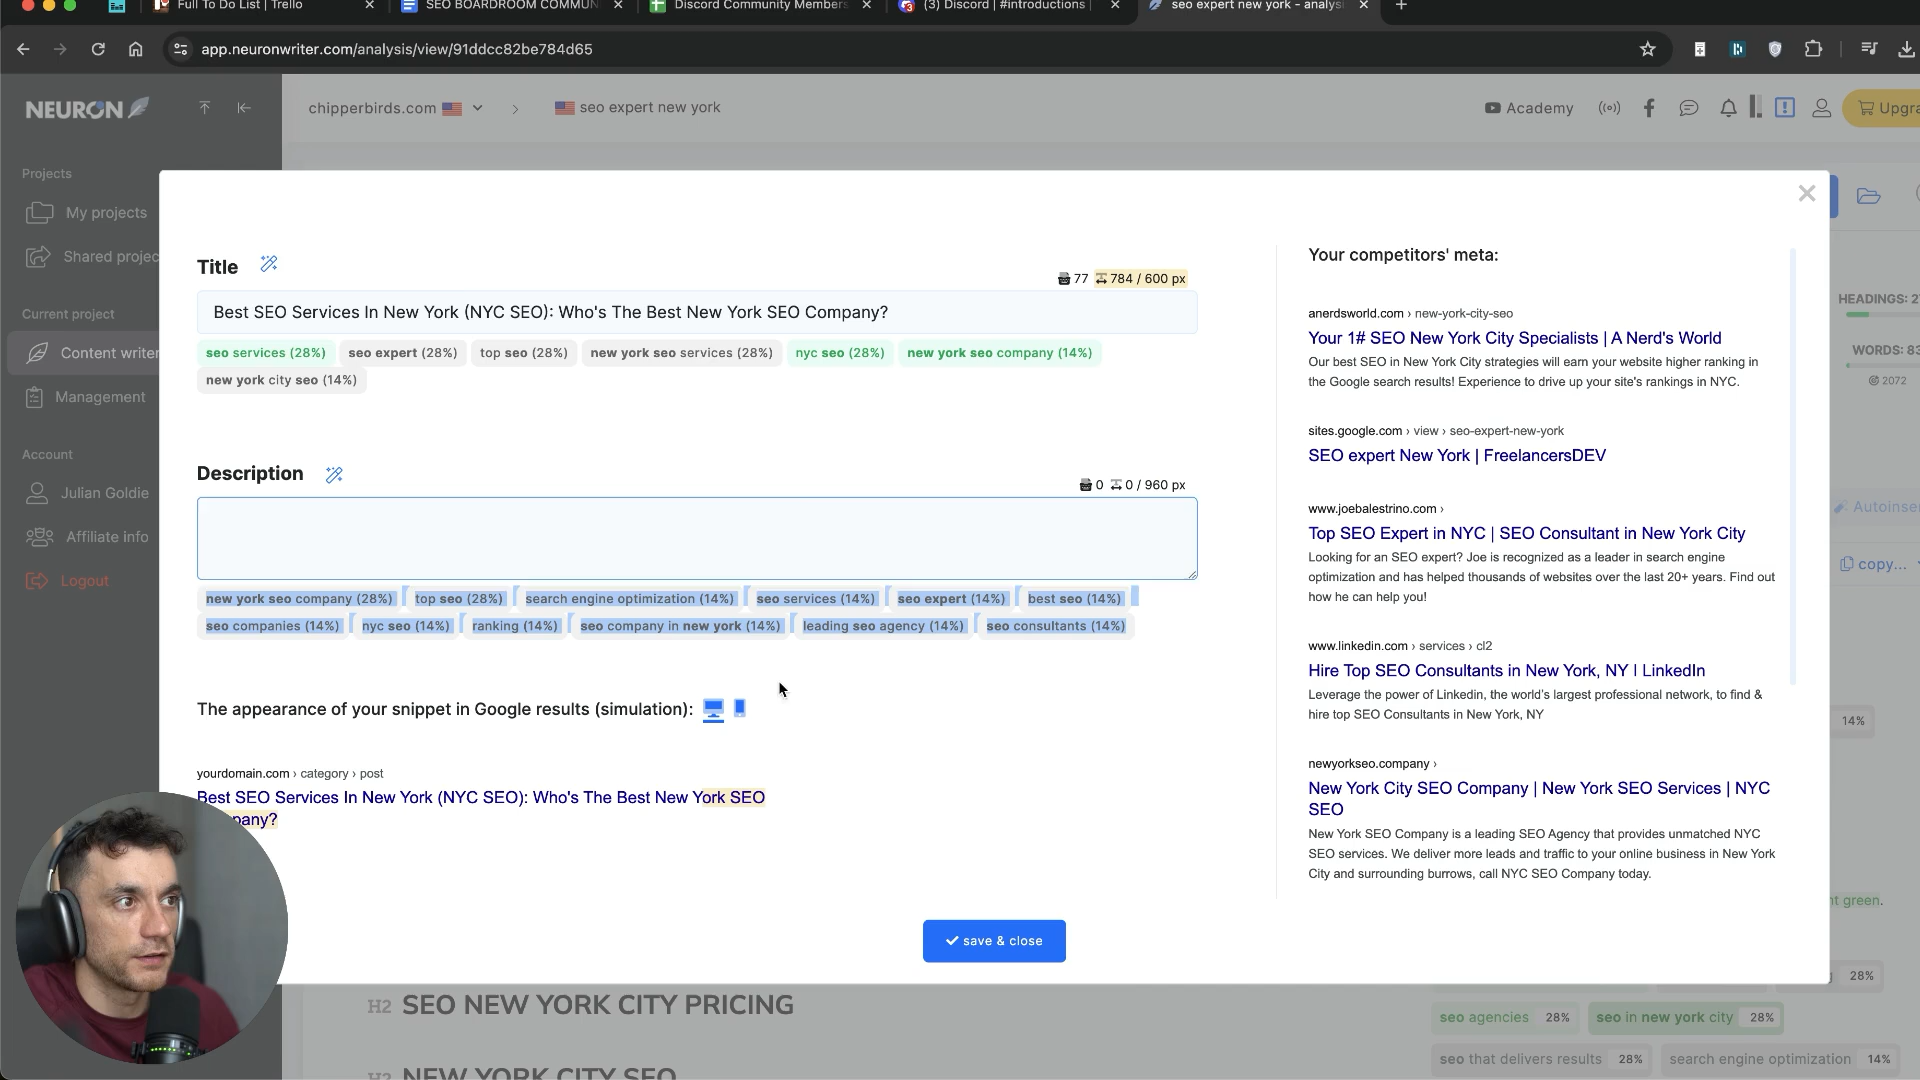 Full To Do List | Trello
SEO BOARDROOM COMMUN
Discord Community Members
(3) Discord | #introductions |
seo expert new york - analysi
app.neuronwriter.com/analysis/view/91ddcc82be784d65
NEURON
chipperbirds.com
seo expert new york
Academy
Upgra
Projects
My projects
Shared projec
Current project
Content writer
Management
Account
Julian Goldie
Affiliate info
Logout
Title
77 784 / 600 px
Best SEO Services In New York (NYC SEO): Who's The Best New York SEO Company?
seo services (28%) seo expert (28%) top seo (28%) new york seo services (28%) nyc seo (28%) new york seo company (14%)
new york city seo (14%)
Description
0 0 / 960 px
new york seo company (28%) top seo (28%) search engine optimization (14%) seo services (14%) seo expert (14%) best seo (14%)
seo companies (14%) nyc seo (14%) ranking (14%) seo company in new york (14%) leading seo agency (14%) seo consultants (14%)
The appearance of your snippet in Google results (simulation):
yourdomain.com › category › post
Best SEO Services In New York (NYC SEO): Who's The Best New York SEO
pany?
Your competitors' meta:
anerdsworld.com › new-york-city-seo
Your 1# SEO New York City Specialists | A Nerd's World
Our best SEO in New York City strategies will earn your website higher ranking in
the Google search results! Experience to drive up your site's rankings in NYC.
sites.google.com › view › seo-expert-new-york
SEO expert New York | FreelancersDEV
www.joebalestrino.com ›
Top SEO Expert in NYC | SEO Consultant in New York City
Looking for an SEO expert? Joe is recognized as a leader in search engine
optimization and has helped thousands of websites over the last 20+ years. Find out
how he can help you!
www.linkedin.com › services › cl2
Hire Top SEO Consultants in New York, NY | LinkedIn
Leverage the power of Linkedin, the world's largest professional network, to find &
hire top SEO Consultants in New York, NY
newyorkseo.company ›
New York City SEO Company | New York SEO Services | NYC
SEO
New York SEO Company is a leading SEO Agency that provides unmatched NYC
SEO services. We deliver more leads and traffic to your online business in New York
City and surrounding burrows, call NYC SEO Company today.
save & close
HEADINGS: 2
WORDS: 83
2072
Autoinser
copy...
14%
nt green.
g 28%
seo agencies 28% seo in new york city 28%
seo that delivers results 28% search engine optimization 14%
H2 SEO NEW YORK CITY PRICING
H2 NEW YORK CITY SEO